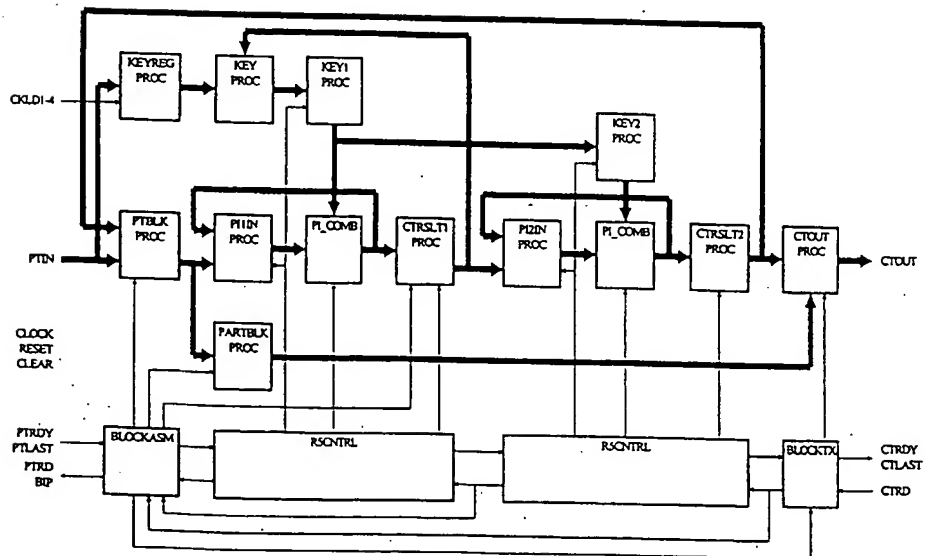 KEYREG
PROC
KEY
PROC
KEY1
PROC
CKLD1-4
KEY2
PROC
PTBLK
PROC
PI1IN
PROC
PI_COMB
CTRSLT1
PROC
PI2IN
PROC
PI_COMB
CTRSLT2
PROC
CTOUT
PROC
PTIN
CTOUT
PARTBLK
PROC
CLOCK
RESET
CLEAR
PTRDY
PTLAST
PTRD
BIP
BLOCKASM
RSCNTRL
RSCNTRL
BLOCKTX
CTRDY
CTLAST
CTRD